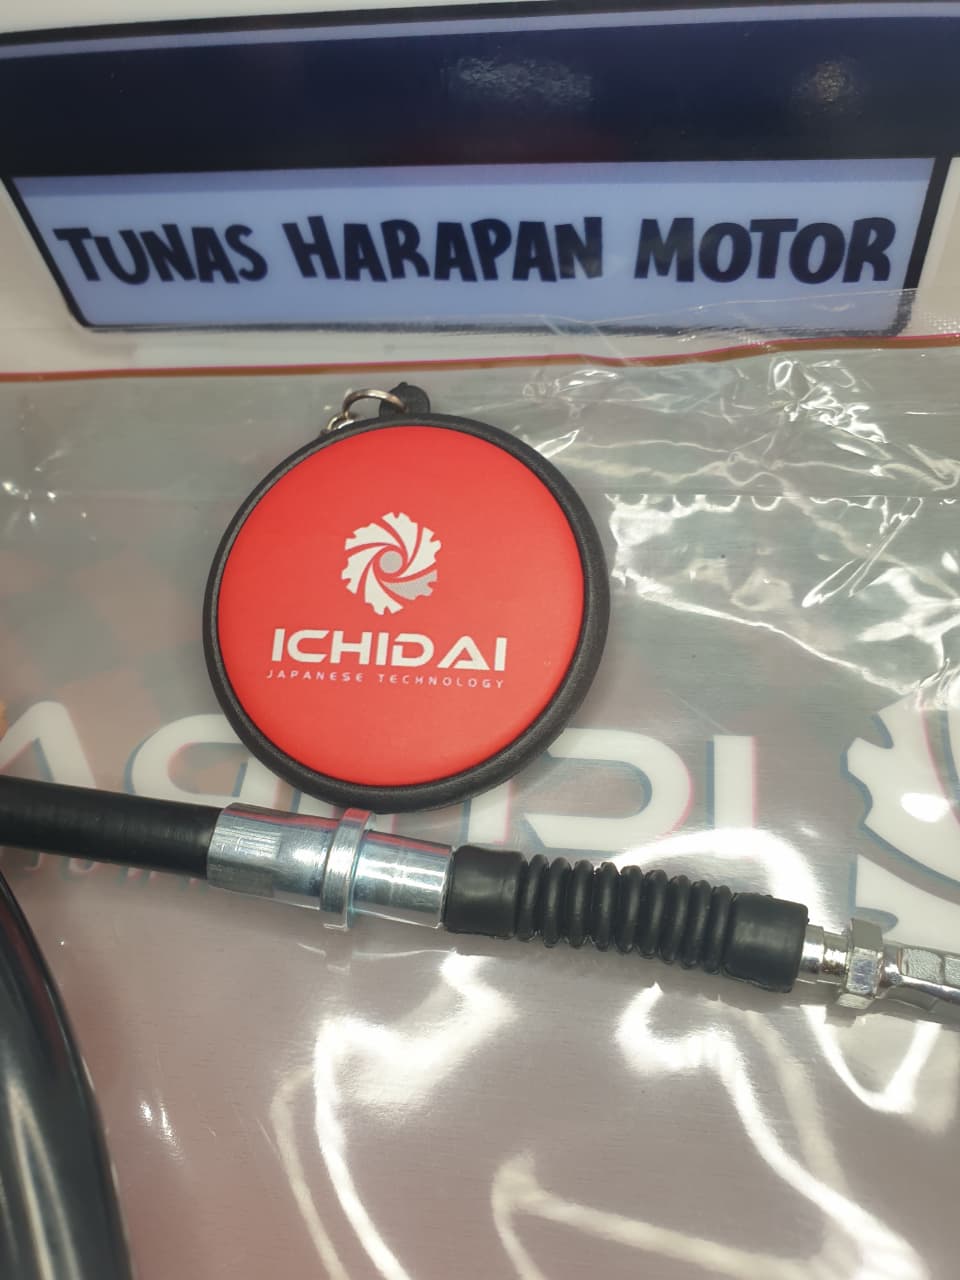 TUNAS HARAPAN MOTOR
ICHIDAI
JAPANESE TECHNOLOGY